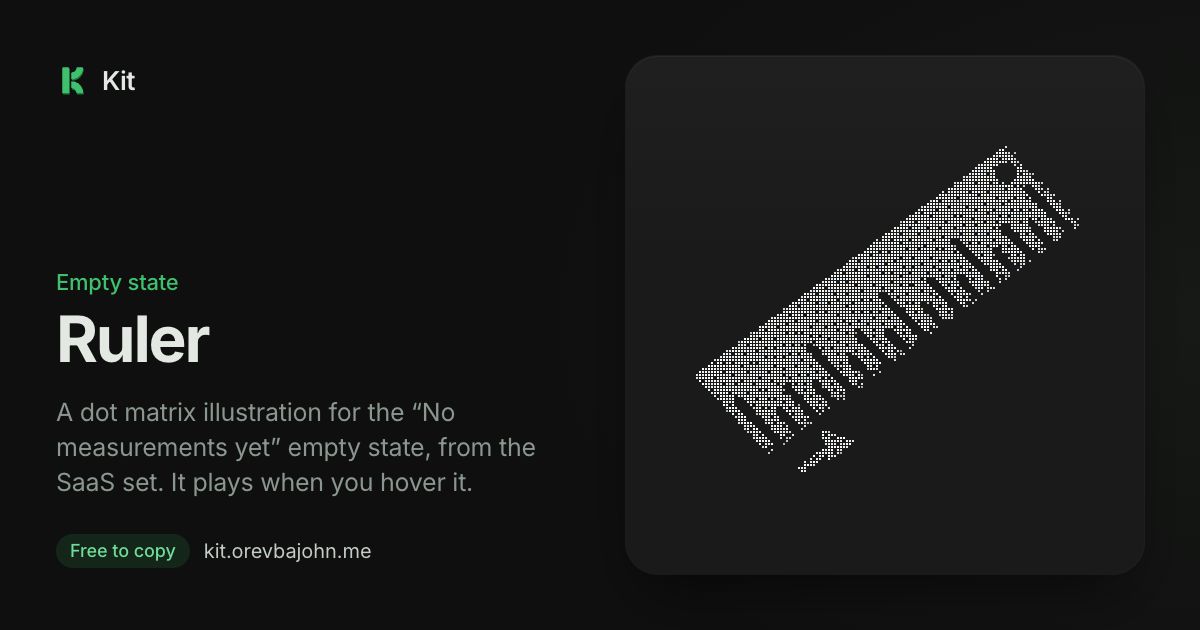 Kit
Empty state
Ruler
A dot matrix illustration for the “No
measurements yet” empty state, from the
SaaS set. It plays when you hover it.
Free to copy
kit.orevbajohn.me